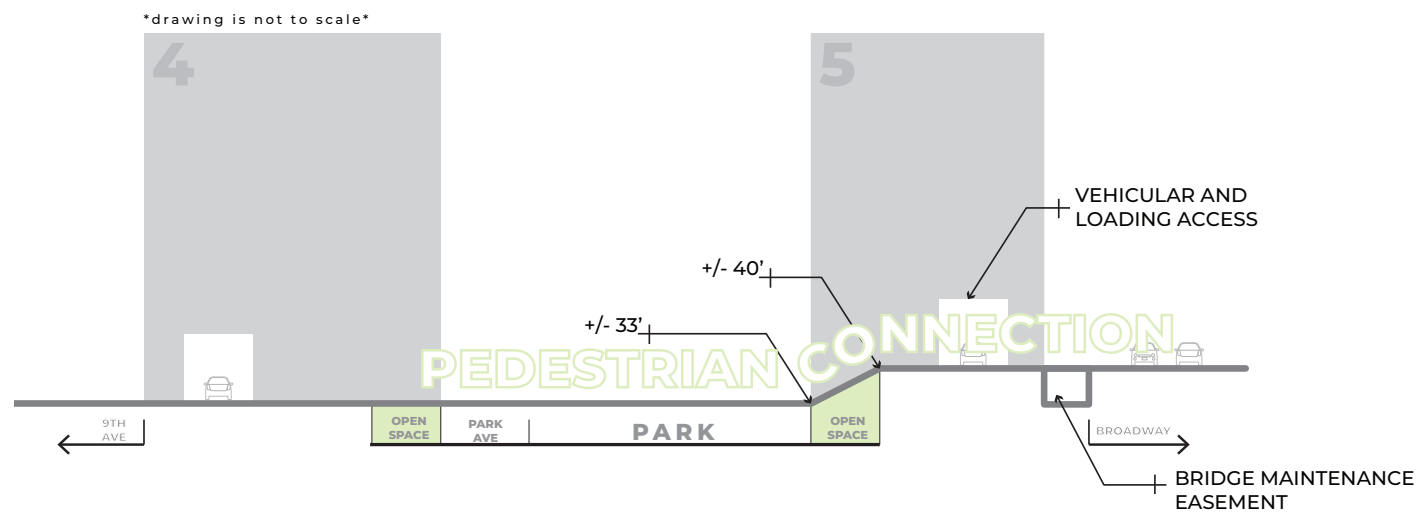 *drawing is not to scale*
4
5
VEHICULAR AND
LOADING ACCESS
+/- 40’
+/- 33’
PEDESTRIAN CONNECTION
9TH
AVE
OPEN
SPACE
PARK
AVE
PARK
OPEN
SPACE
BROADWAY
BRIDGE MAINTENANCE
EASEMENT